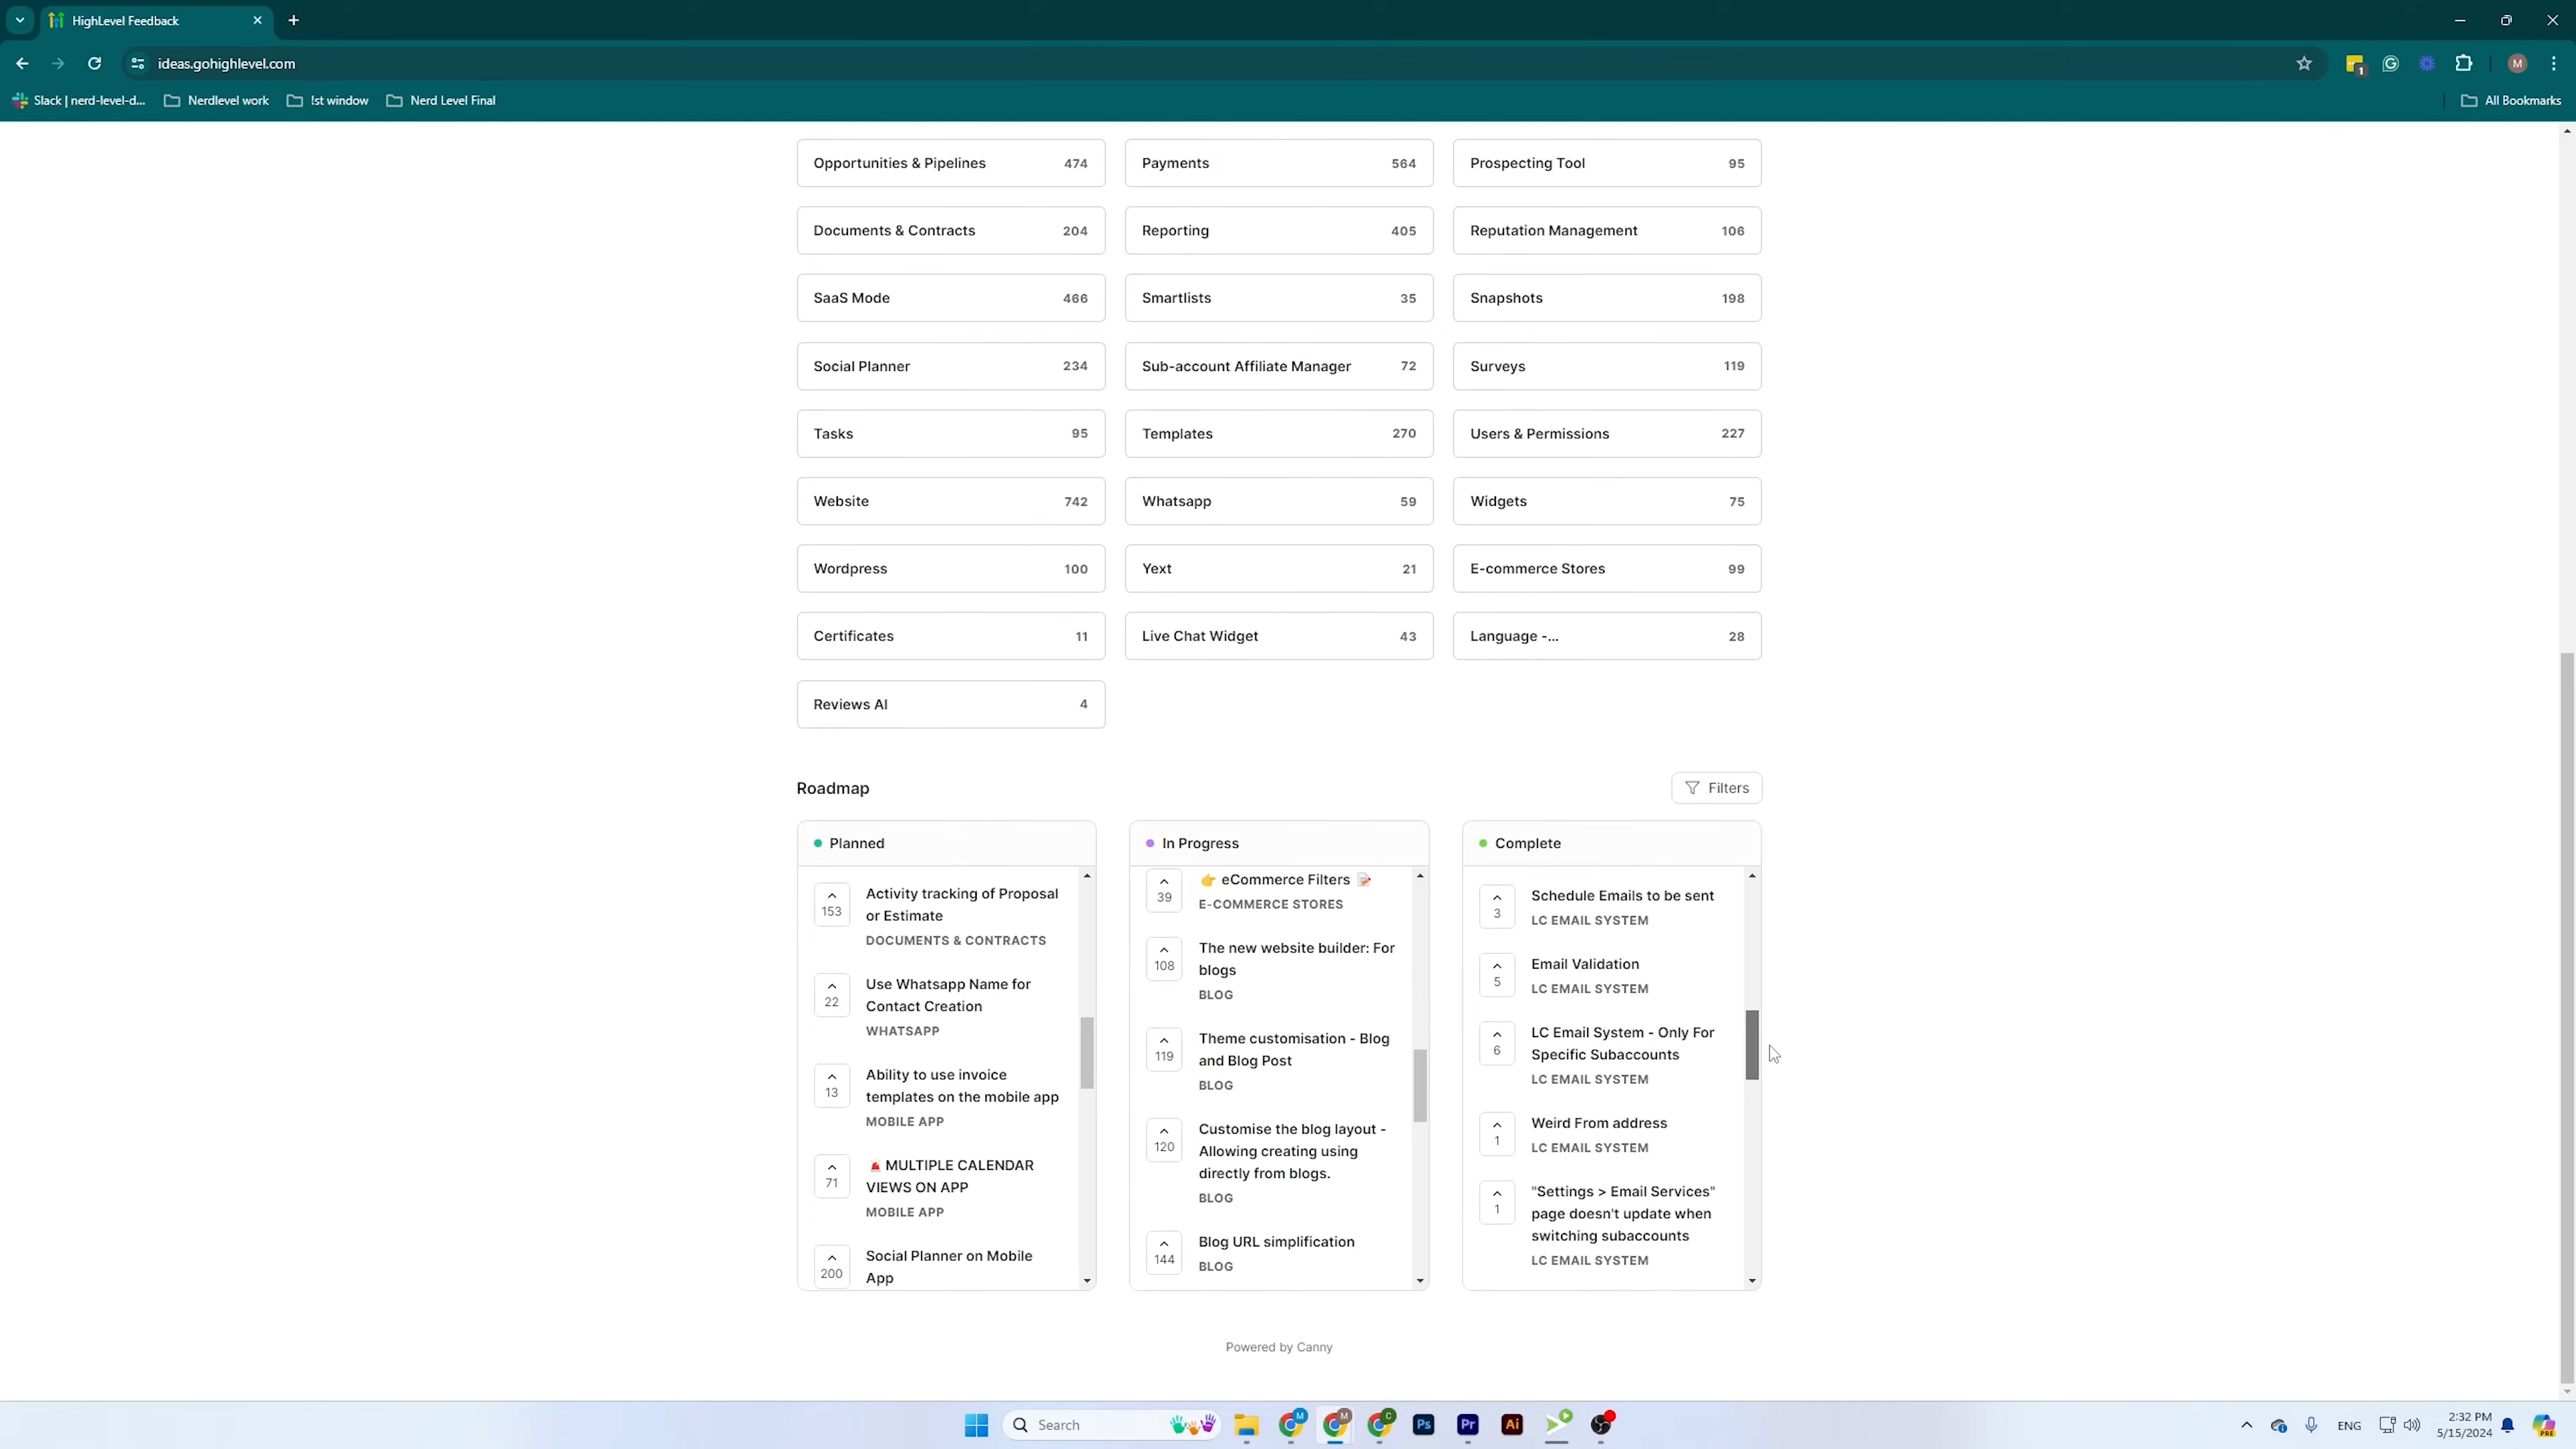 HighLevel Feedback
ideas.gohighlevel.com
1
M
Slack | nerd-level-d...
Nerdlevel work
!st window
Nerd Level Final
All Bookmarks
Opportunities & Pipelines 474
Payments 564
Prospecting Tool 95
Documents & Contracts 204
Reporting 405
Reputation Management 106
SaaS Mode 466
Smartlists 35
Snapshots 198
Social Planner 234
Sub-account Affiliate Manager 72
Surveys 119
Tasks 95
Templates 270
Users & Permissions 227
Website 742
Whatsapp 59
Widgets 75
Wordpress 100
Yext 21
E-commerce Stores 99
Certificates 11
Live Chat Widget 43
Language -... 28
Reviews AI 4
Roadmap
Filters
Planned
153
Activity tracking of Proposal
or Estimate
DOCUMENTS & CONTRACTS
22
Use Whatsapp Name for
Contact Creation
WHATSAPP
13
Ability to use invoice
templates on the mobile app
MOBILE APP
71
MULTIPLE CALENDAR
VIEWS ON APP
MOBILE APP
200
Social Planner on Mobile
App
In Progress
39
👉 eCommerce Filters 📝
E-COMMERCE STORES
108
The new website builder: For
blogs
BLOG
119
Theme customisation - Blog
and Blog Post
BLOG
120
Customise the blog layout -
Allowing creating using
directly from blogs.
BLOG
144
Blog URL simplification
BLOG
Complete
3
Schedule Emails to be sent
LC EMAIL SYSTEM
5
Email Validation
LC EMAIL SYSTEM
6
LC Email System - Only For
Specific Subaccounts
LC EMAIL SYSTEM
1
Weird From address
LC EMAIL SYSTEM
1
"Settings > Email Services"
page doesn't update when
switching subaccounts
LC EMAIL SYSTEM
Powered by Canny
Search
M
M
C
Ps
Pr
Ai
ENG
2:32 PM
5/15/2024
PRE